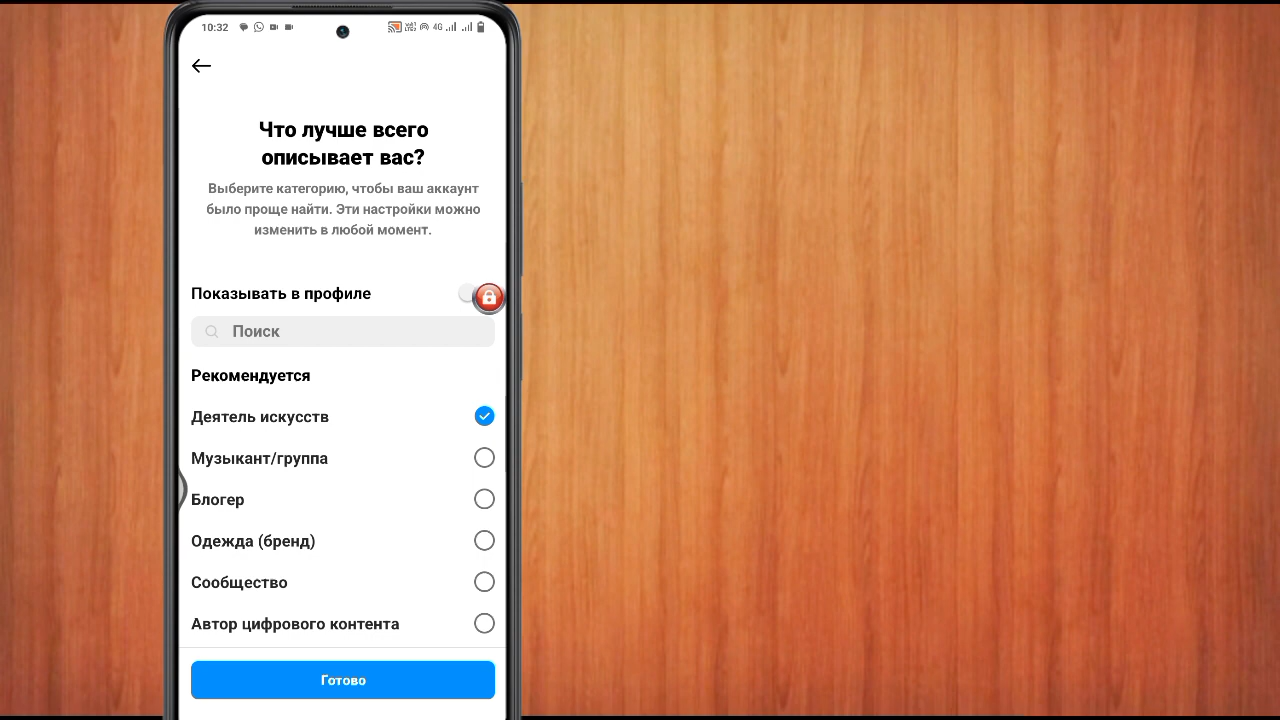 10:32
4G
Что лучше всего
описывает вас?
Выберите категорию, чтобы ваш аккаунт
было проще найти. Эти настройки можно
изменить в любой момент.
Показывать в профиле
Поиск
Рекомендуется
Деятель искусств
Музыкант/группа
Блогер
Одежда (бренд)
Сообщество
Автор цифрового контента
Готово